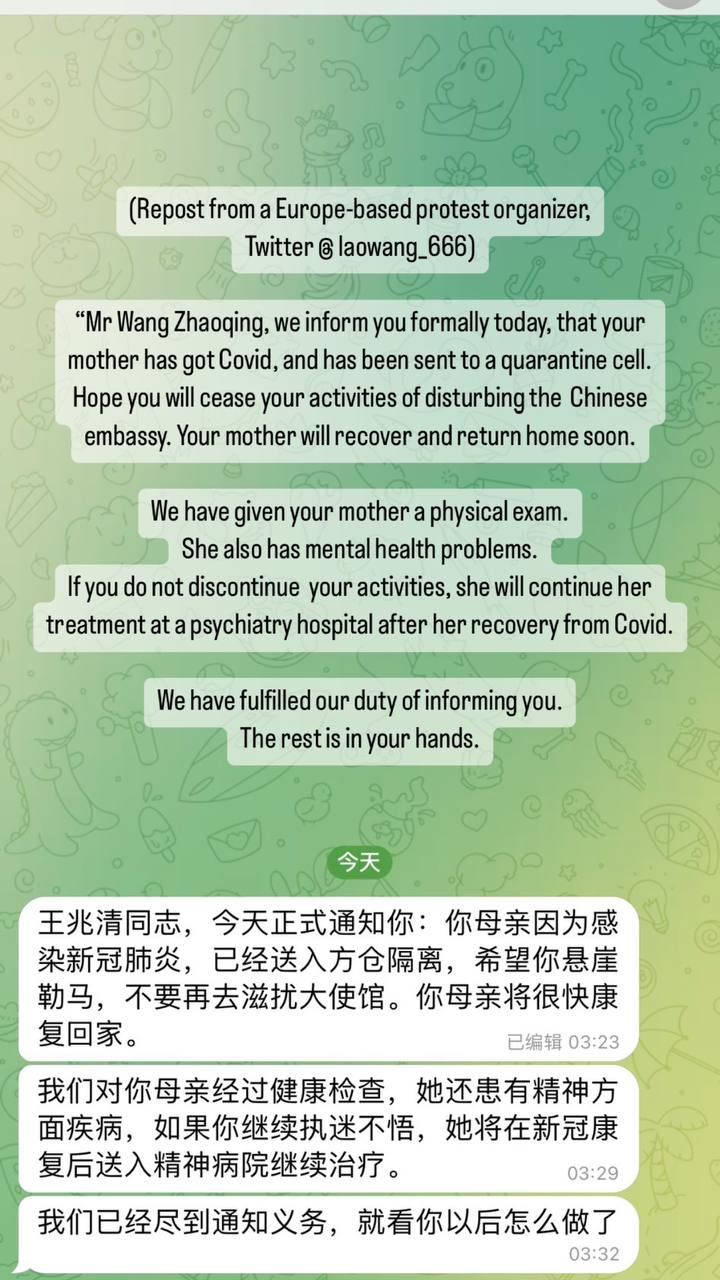 (Repost from a Europe-based protest organizer,
Twitter @ laowang_666)
“Mr Wang Zhaoqing, we inform you formally today, that your
mother has got Covid, and has been sent to a quarantine cell.
Hope you will cease your activities of disturbing the Chinese
embassy. Your mother will recover and return home soon.
We have given your mother a physical exam.
She also has mental health problems.
If you do not discontinue your activities, she will continue her
treatment at a psychiatry hospital after her recovery from Covid.
We have fulfilled our duty of informing you.
The rest is in your hands.
今天
王兆清同志，今天正式通知你：你母亲因为感
染新冠肺炎，已经送入方仓隔离，希望你悬崖
勒马，不要再去滋扰大使馆。你母亲将很快康
复回家。
已编辑 03:23
我们对你母亲经过健康检查，她还患有精神方
面疾病，如果你继续执迷不悟，她将在新冠康
复后送入精神病院继续治疗。
03:29
我们已经尽到通知义务，就看你以后怎么做了
03:32